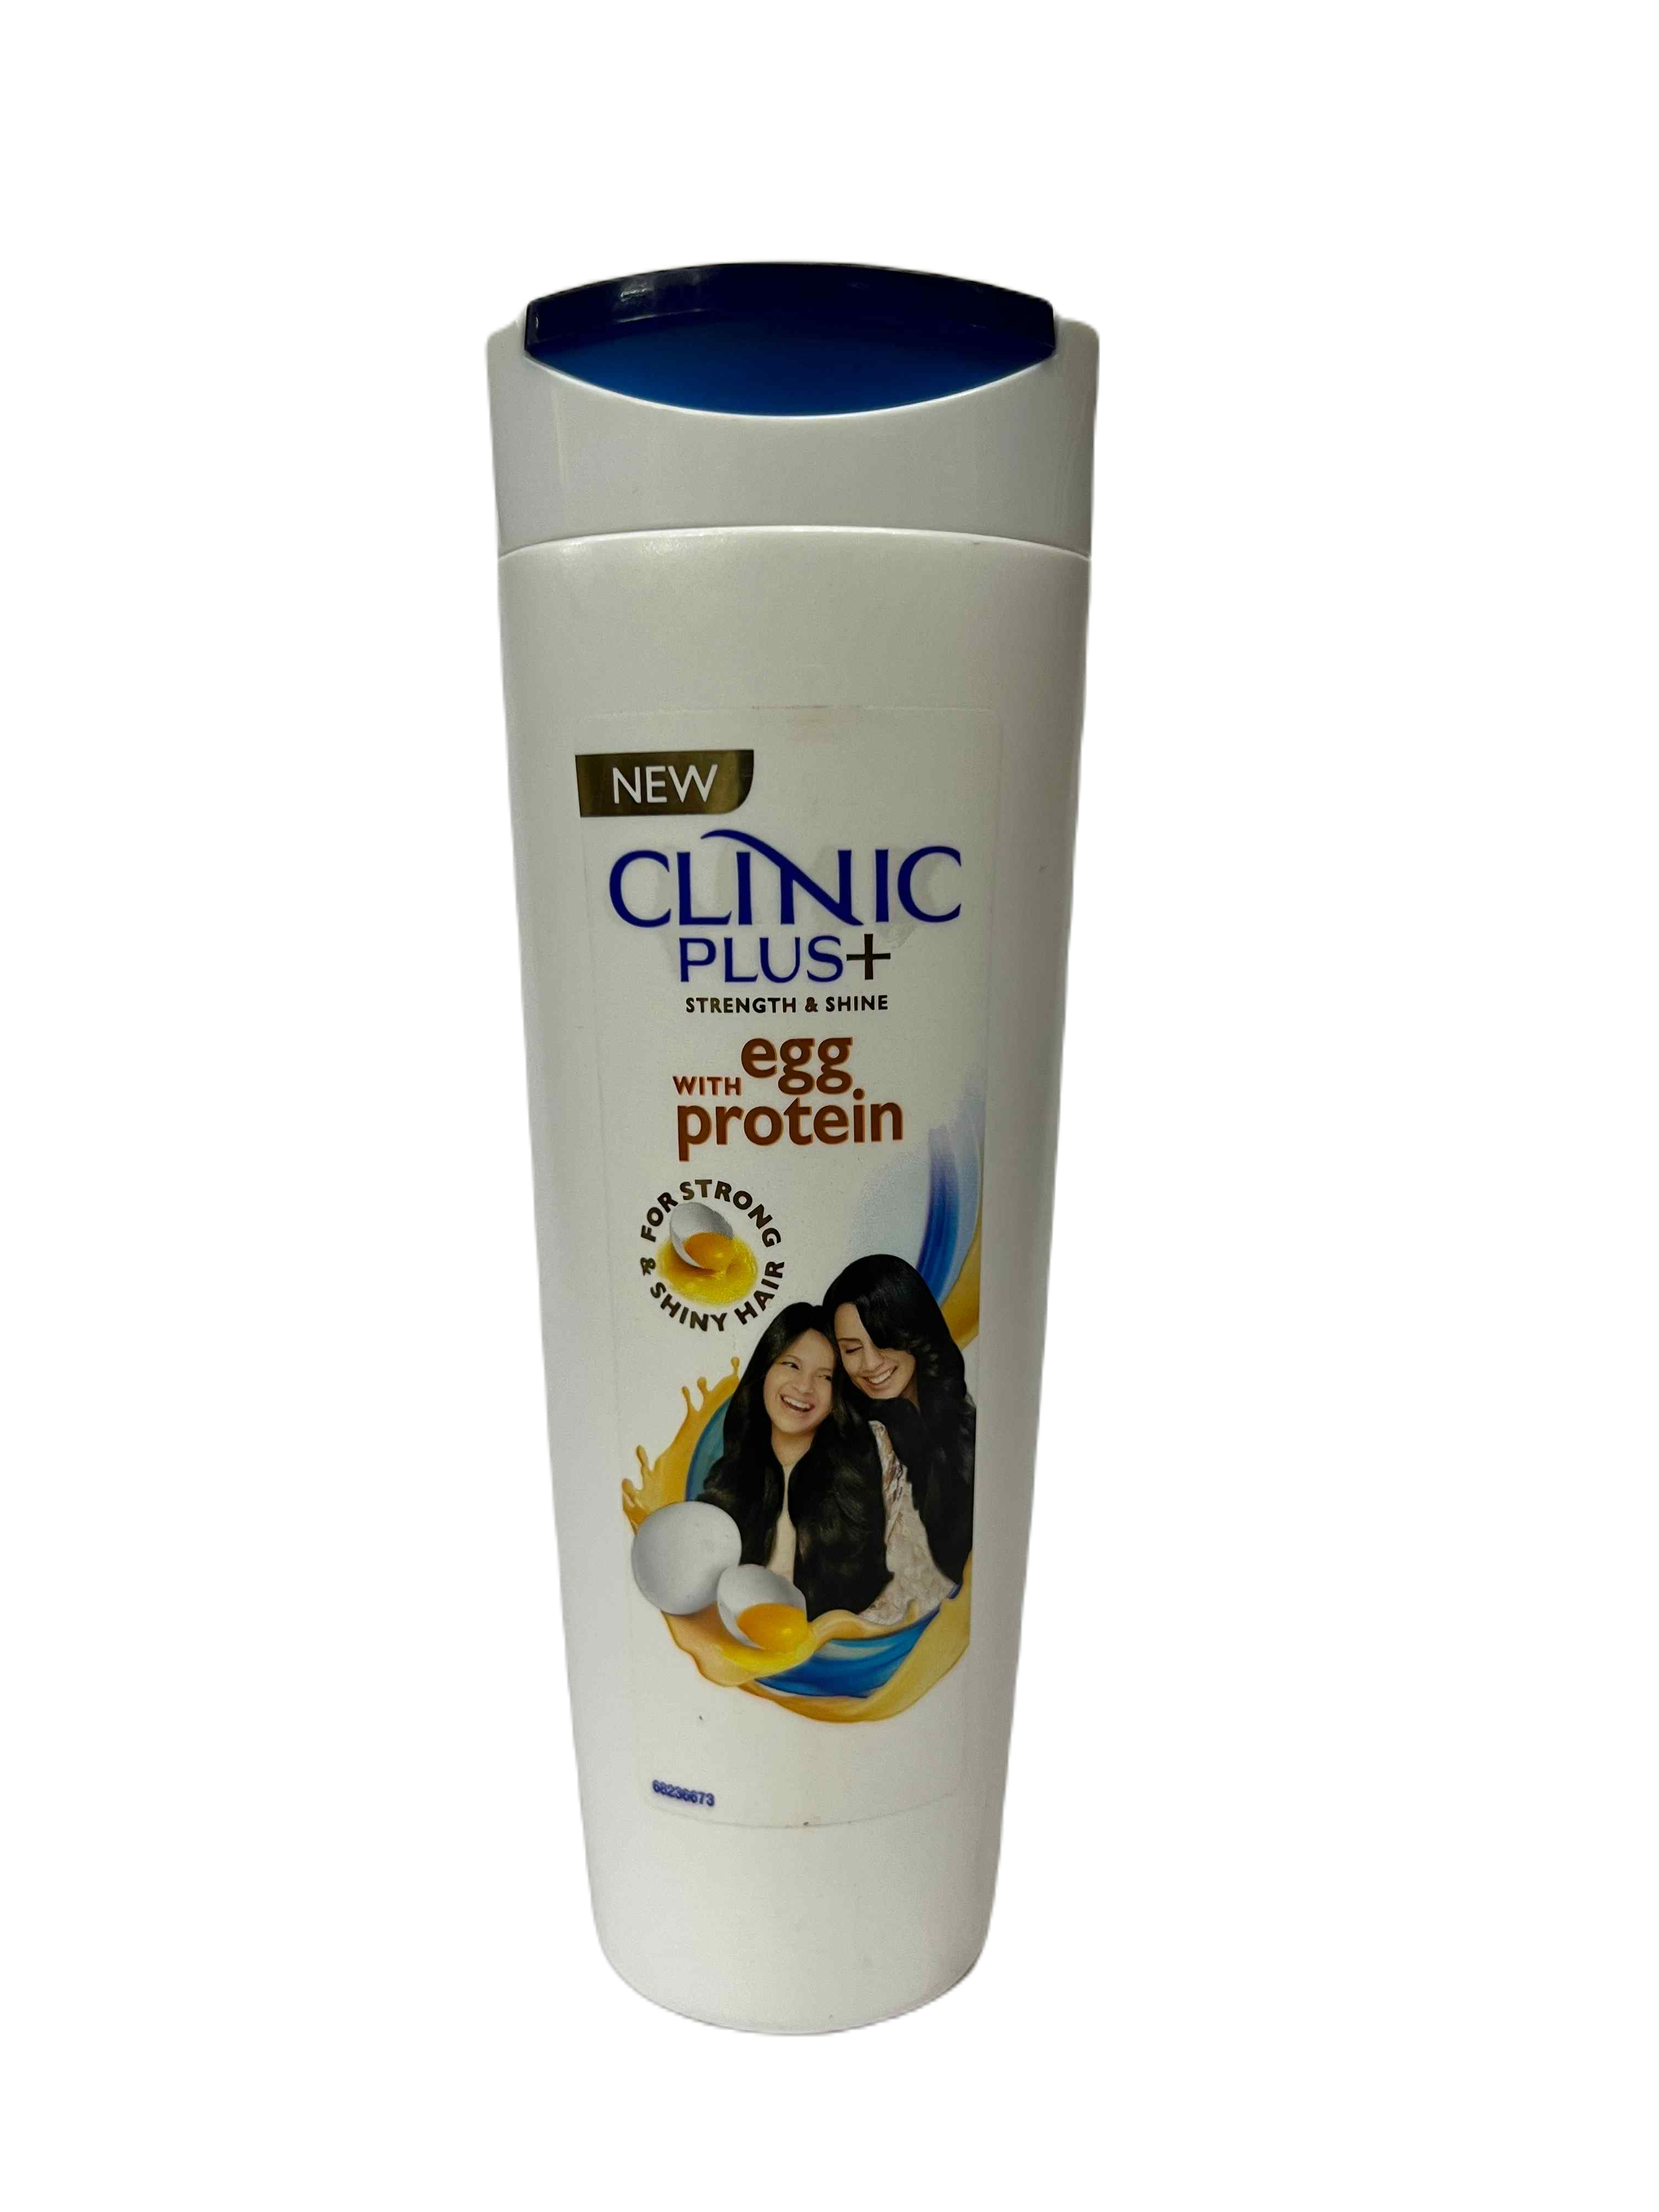 NEW
CLINIC
PLUS+
STRENGTH & SHINE
WITH egg
protein
FOR STRONG
& SHINY HAIR
68236673